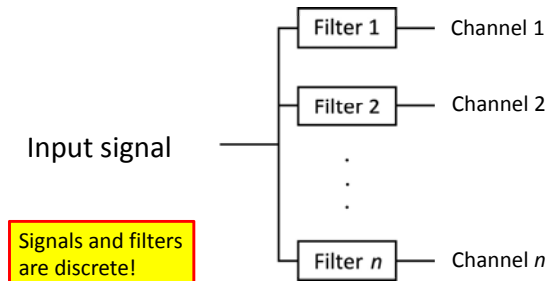 Filter 1 Channel 1
Filter 2 Channel 2
Input signal
Signals and filters
are discrete!
Filter n Channel n